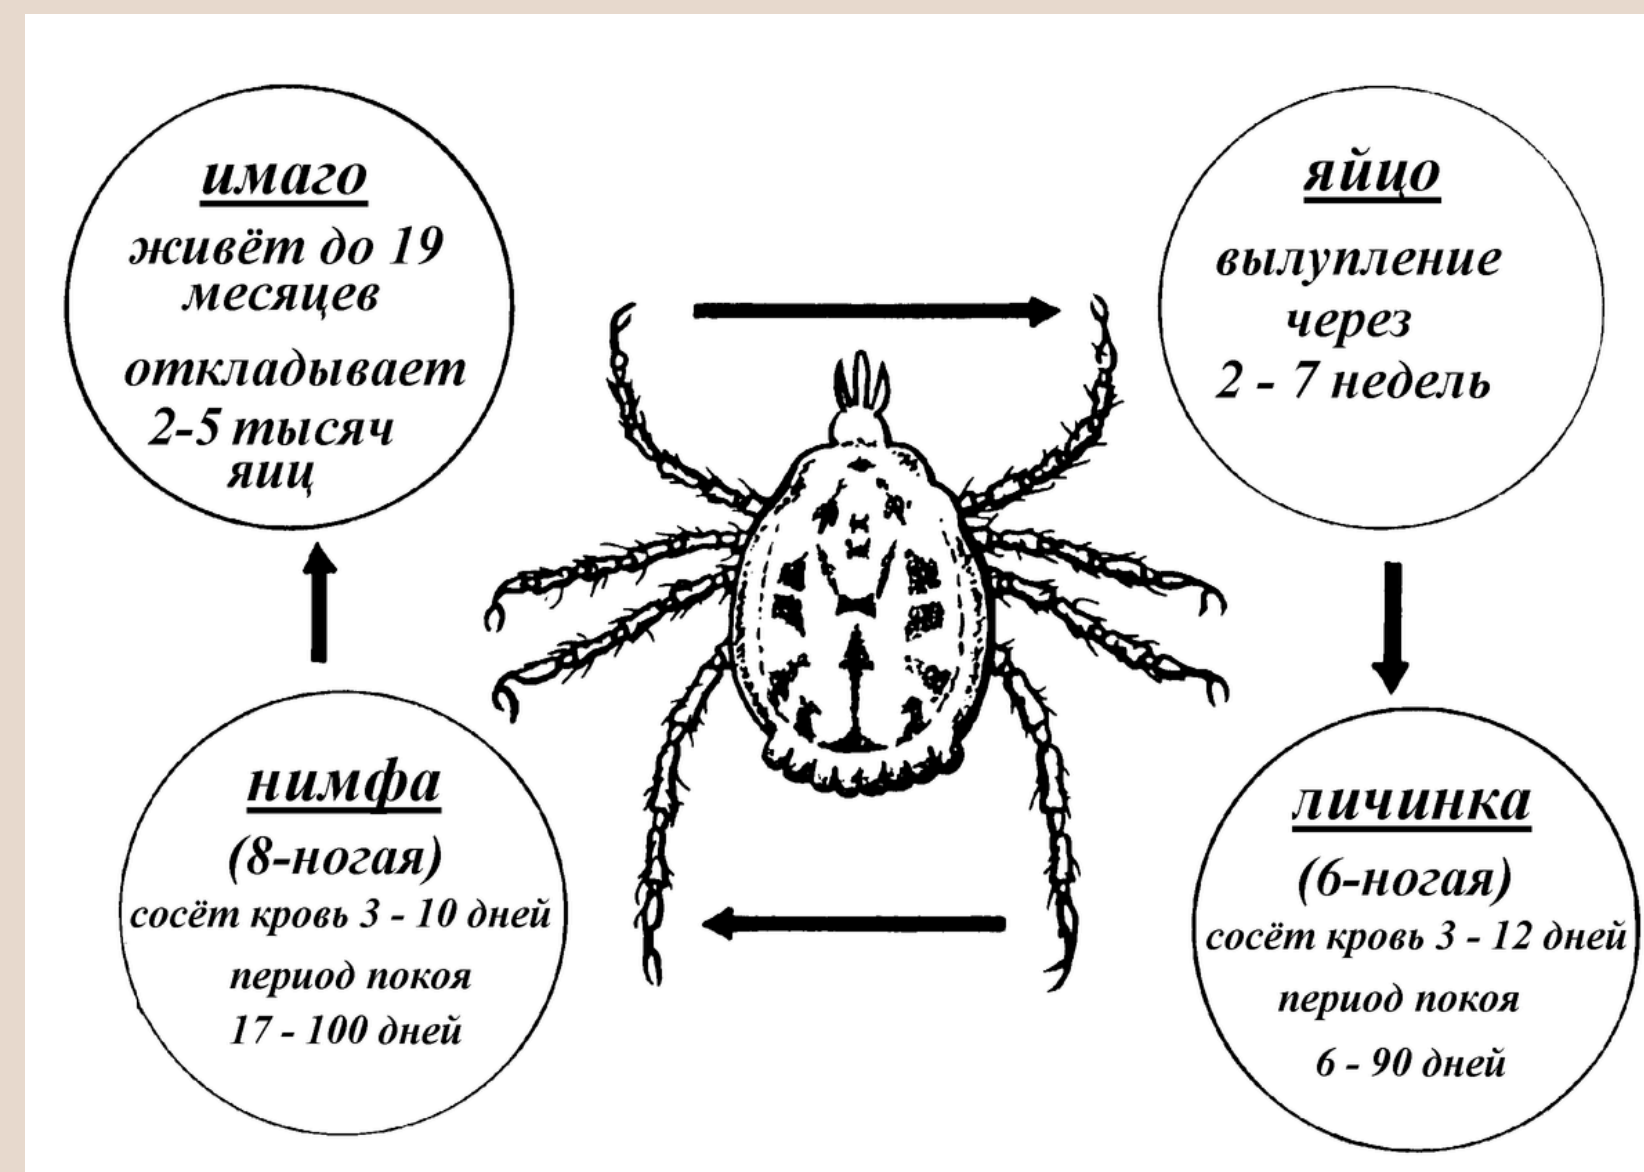 имаго
живёт до 19
месяцев
откладывает
2-5 тысяч
яиц
яйцо
вылупление
через
2 - 7 недель
нимфа
(8-ногая)
сосёт кровь 3 - 10 дней
период покоя
17 - 100 дней
личинка
(6-ногая)
сосёт кровь 3 - 12 дней
период покоя
6 - 90 дней